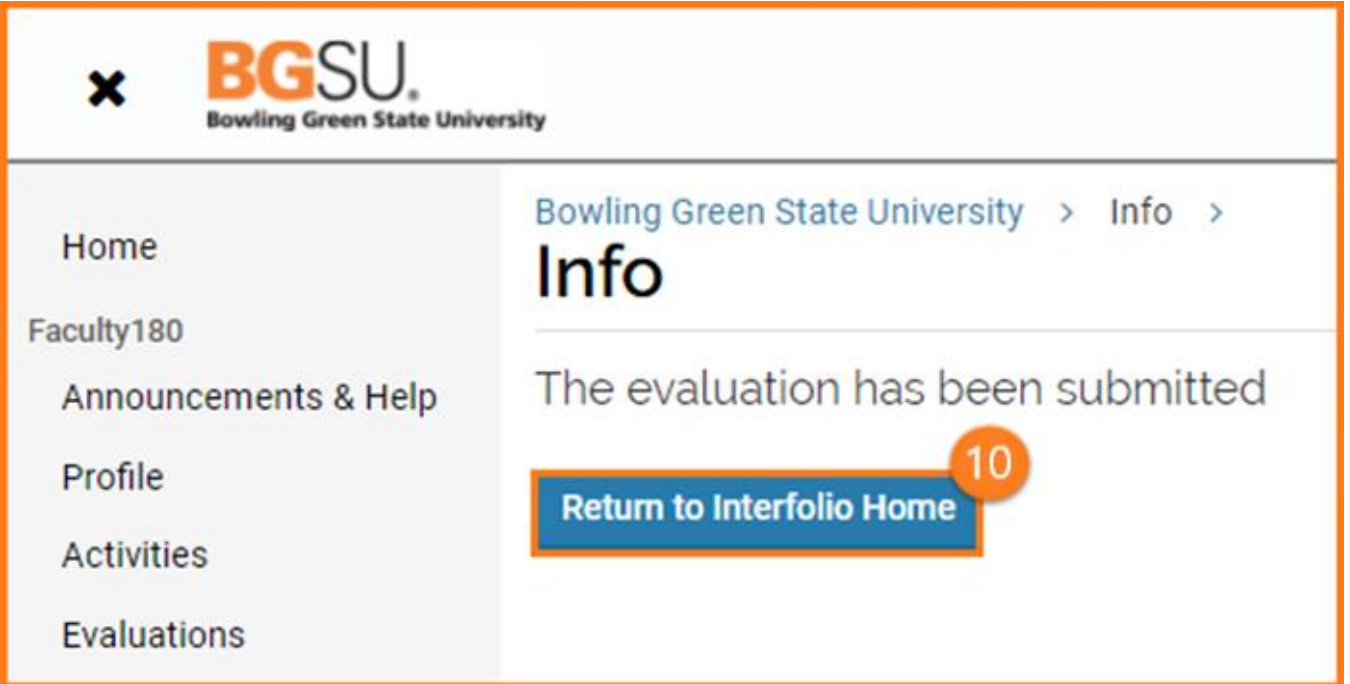 BGSU.
Bowling Green State University
Home
Faculty180
Announcements & Help
Profile
Activities
Evaluations
Bowling Green State University > Info >
Info
The evaluation has been submitted
10
Return to Interfolio Home